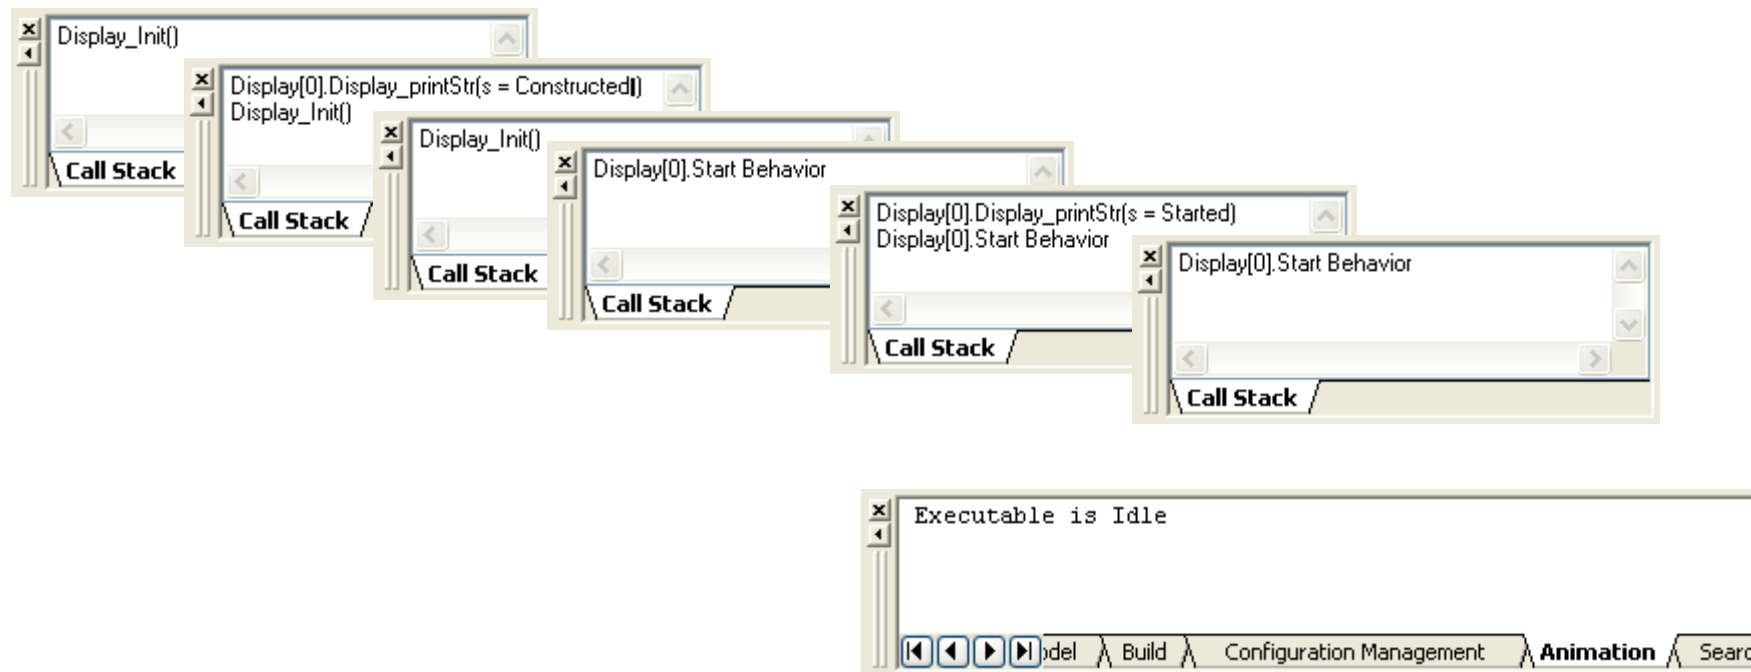 Display_Init()
Call Stack
Display[0].Display_printStr(s = Constructed|)
Display_Init()
Call Stack
Display_Init()
Call Stack
Display[0].Start Behavior
Call Stack
Display[0].Display_printStr(s = Started)
Display[0].Start Behavior
Call Stack
Display[0].Start Behavior
Call Stack
Executable is Idle
del Build Configuration Management Animation Searc